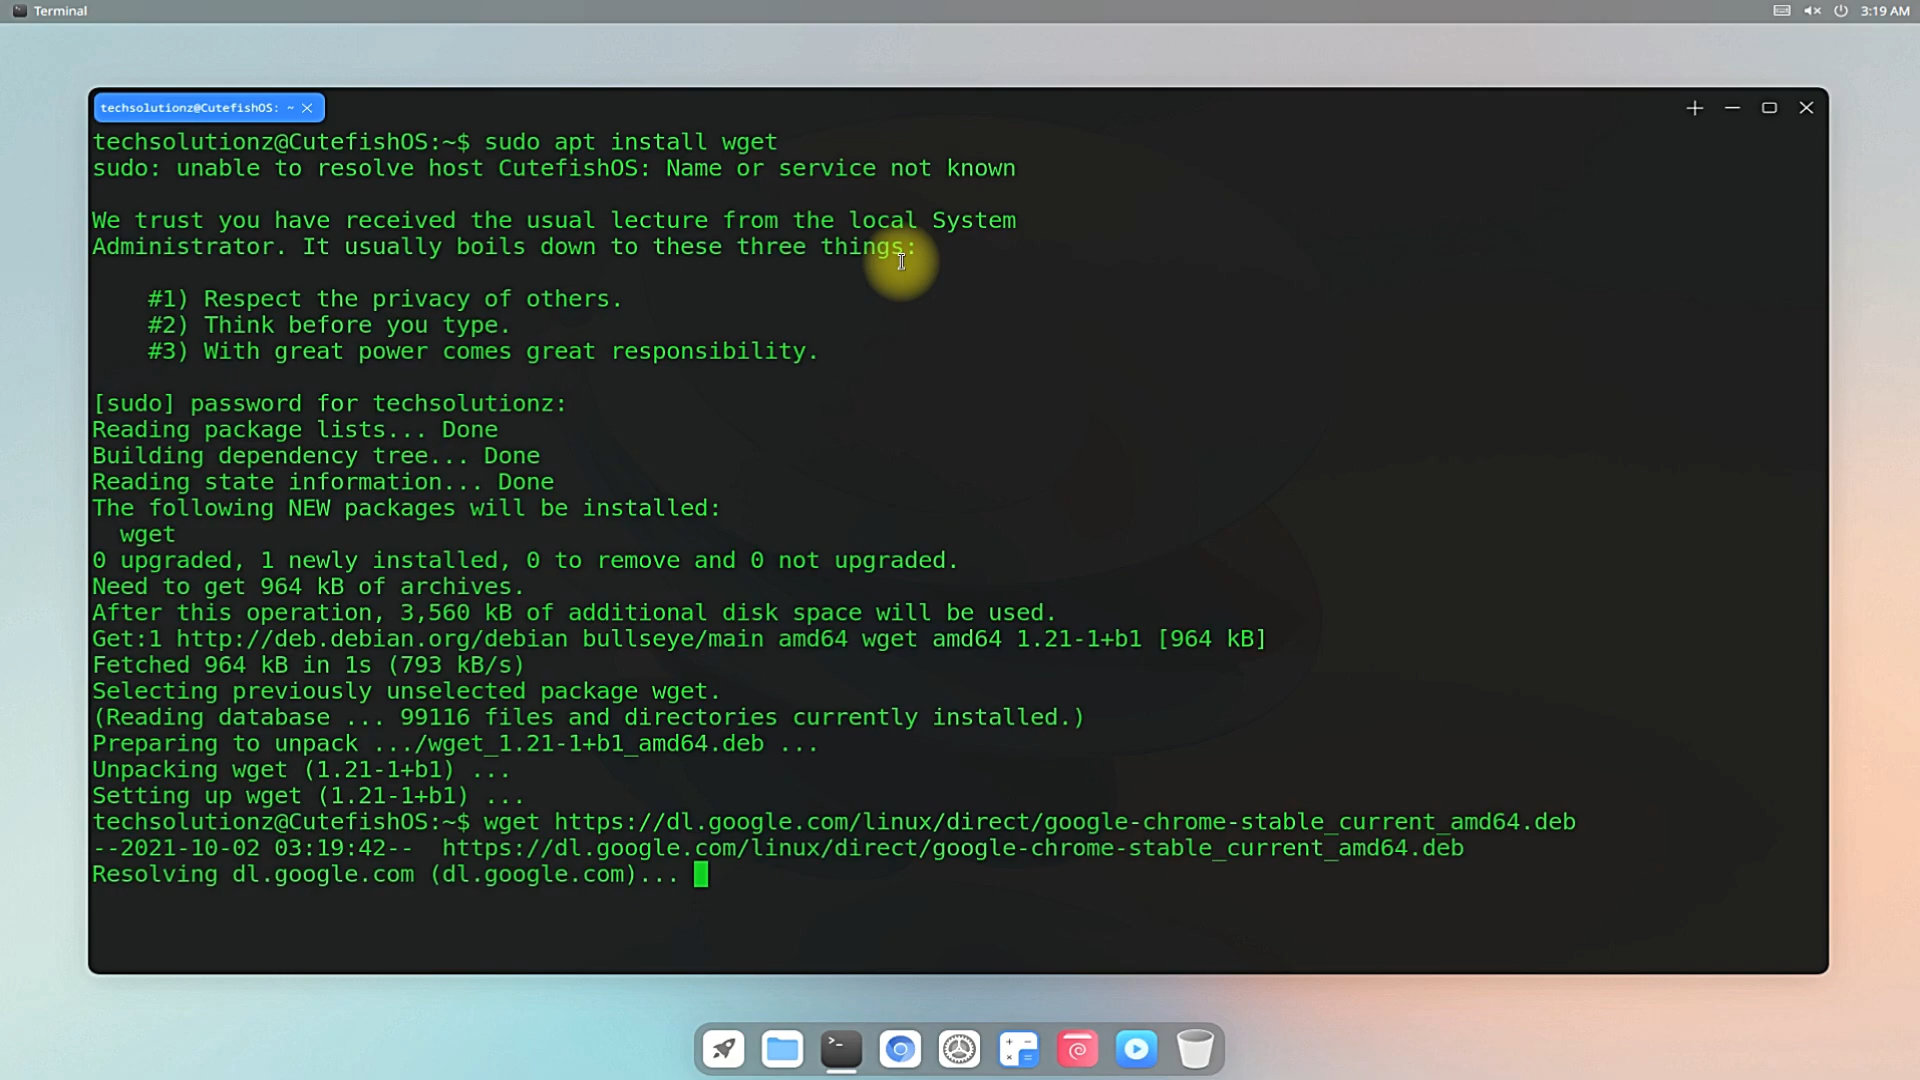 Terminal
3:19 AM
techsolutionz@CutefishOS: ~
techsolutionz@CutefishOS:~$ sudo apt install wget
sudo: unable to resolve host CutefishOS: Name or service not known
We trust you have received the usual lecture from the local System
Administrator. It usually boils down to these three things:
#1) Respect the privacy of others.
#2) Think before you type.
#3) With great power comes great responsibility.
[sudo] password for techsolutionz:
Reading package lists... Done
Building dependency tree... Done
Reading state information... Done
The following NEW packages will be installed:
wget
0 upgraded, 1 newly installed, 0 to remove and 0 not upgraded.
Need to get 964 kB of archives.
After this operation, 3,560 kB of additional disk space will be used.
Get:1 http://deb.debian.org/debian bullseye/main amd64 wget amd64 1.21-1+b1 [964 kB]
Fetched 964 kB in 1s (793 kB/s)
Selecting previously unselected package wget.
(Reading database ... 99116 files and directories currently installed.)
Preparing to unpack .../wget_1.21-1+b1_amd64.deb ...
Unpacking wget (1.21-1+b1) ...
Setting up wget (1.21-1+b1) ...
techsolutionz@CutefishOS:~$ wget https://dl.google.com/linux/direct/google-chrome-stable_current_amd64.deb
--2021-10-02 03:19:42--  https://dl.google.com/linux/direct/google-chrome-stable_current_amd64.deb
Resolving dl.google.com (dl.google.com)...